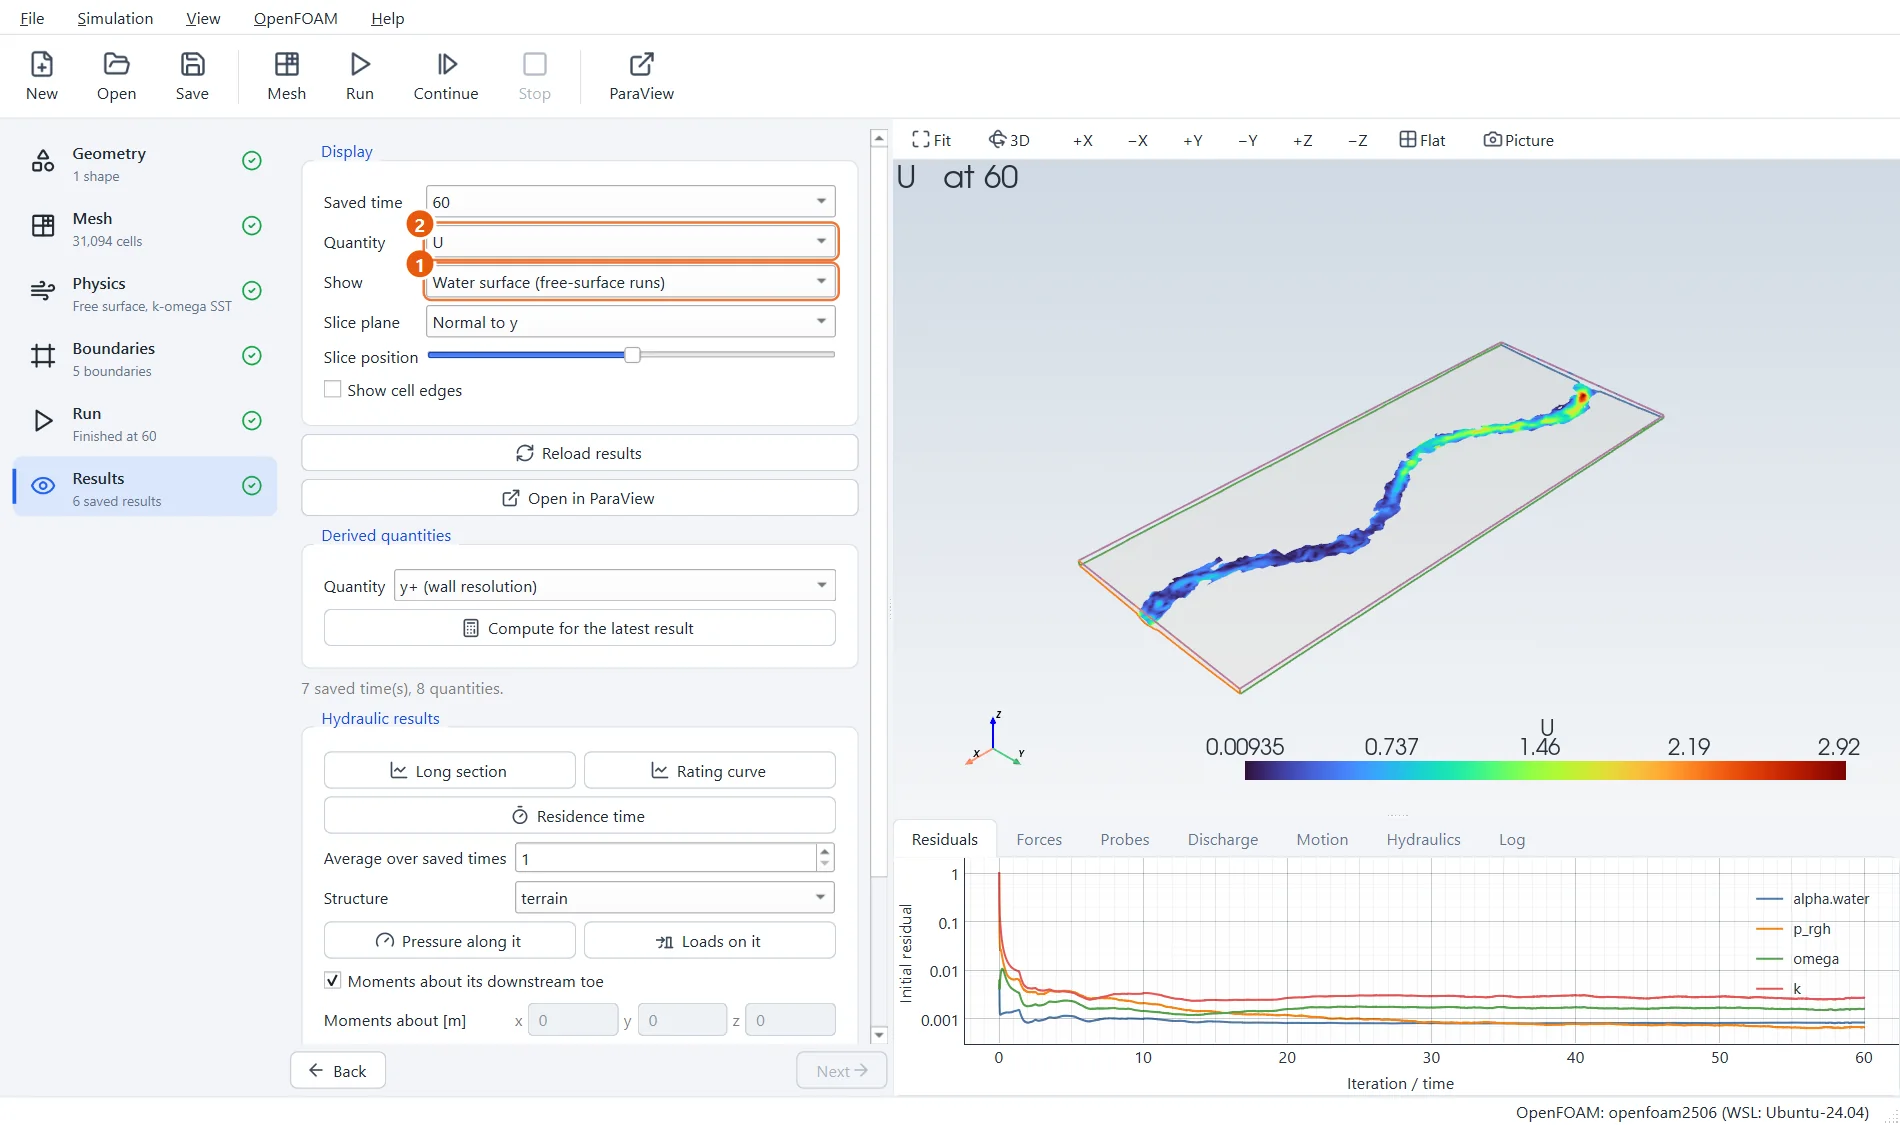 File Simulation View OpenFOAM Help
New Open Save Mesh Run Continue Stop ParaView
Geometry
1 shape
Mesh
31,094 cells
Physics
Free surface, k-omega SST
Boundaries
5 boundaries
Run
Finished at 60
Results
6 saved results
Display
Saved time 60
2
Quantity U
1
Show Water surface (free-surface runs)
Slice plane Normal to y
Slice position
Show cell edges
Reload results
Open in ParaView
Derived quantities
Quantity y+ (wall resolution)
Compute for the latest result
7 saved time(s), 8 quantities.
Hydraulic results
Long section Rating curve
Residence time
Average over saved times 1
Structure terrain
Pressure along it Loads on it
Moments about its downstream toe
Moments about [m] x 0 y 0 z 0
Back Next
Fit 3D +X −X +Y −Y +Z −Z Flat Picture
U at 60
Z
X Y
U
0.00935 0.737 1.46 2.19 2.92
Residuals Forces Probes Discharge Motion Hydraulics Log
Initial residual
1
0.1
0.01
0.001
alpha.water
p_rgh
omega
k
0 10 20 30 40 50 60
Iteration / time
OpenFOAM: openfoam2506 (WSL: Ubuntu-24.04)